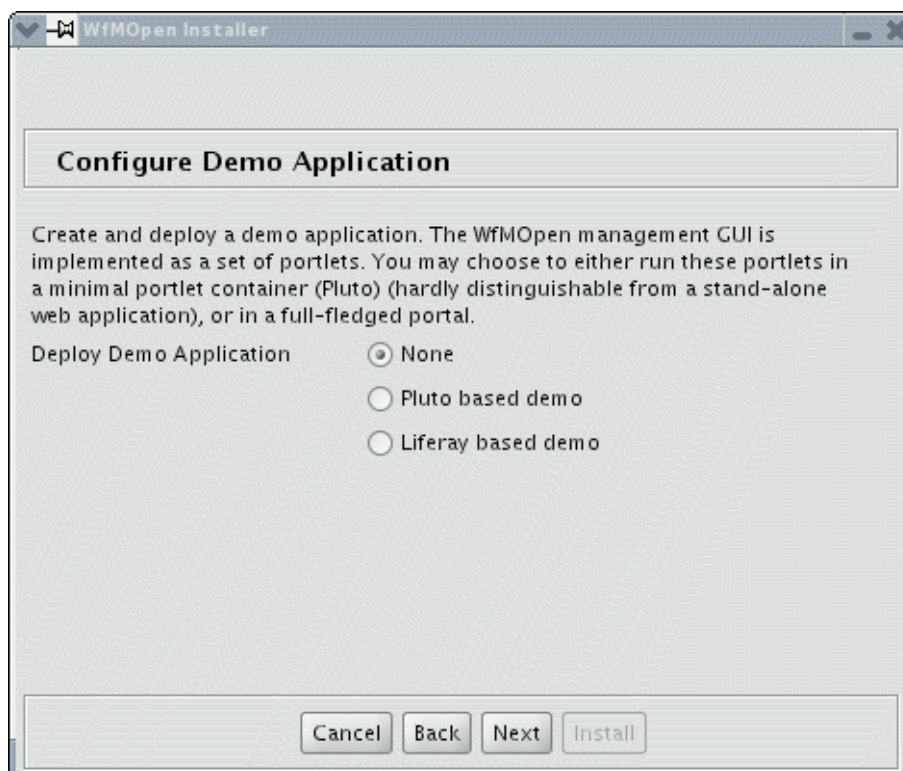 WfMOpen Installer
Configure Demo Application
Create and deploy a demo application. The WfMOpen management GUI is
implemented as a set of portlets. You may choose to either run these portlets in
a minimal portlet container (Pluto) (hardly distinguishable from a stand-alone
web application), or in a full-fledged portal.
Deploy Demo Application
None
Pluto based demo
Liferay based demo
Cancel Back Next Install